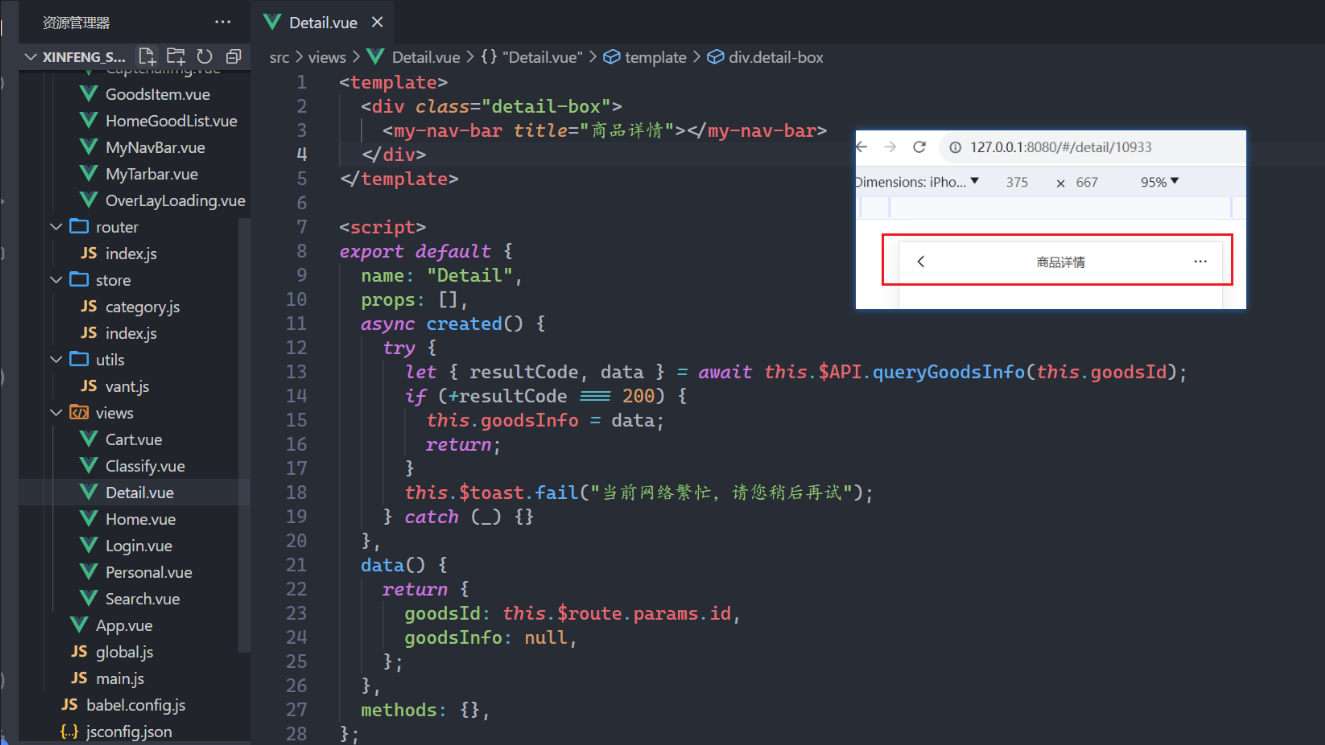 资源管理器
···
Detail.vue ×
XINFENG_S...
src > views > Detail.vue > {} "Detail.vue" > template > div.detail-box
CaptchaImg.vue
GoodsItem.vue
HomeGoodList.vue
MyNavBar.vue
MyTarbar.vue
OverLayLoading.vue
router
JS index.js
store
JS category.js
JS index.js
utils
JS vant.js
views
Cart.vue
Classify.vue
Detail.vue
Home.vue
Login.vue
Personal.vue
Search.vue
App.vue
JS global.js
JS main.js
JS babel.config.js
{..} jsconfig.json
1 <template>
2 <div class="detail-box">
3 <my-nav-bar title="商品详情"></my-nav-bar>
4 </div>
5 </template>
6
7 <script>
8 export default {
9 name: "Detail",
10 props: [],
11 async created() {
12 try {
13 let { resultCode, data } = await this.$API.queryGoodsInfo(this.goodsId);
14 if (+resultCode === 200) {
15 this.goodsInfo = data;
16 return;
17 }
18 this.$toast.fail("当前网络繁忙，请您稍后再试");
19 } catch (_) {}
20 },
21 data() {
22 return {
23 goodsId: this.$route.params.id,
24 goodsInfo: null,
25 };
26 },
27 methods: {},
28 };
127.0.0.1:8080/#/detail/10933
Dimensions: iPho... ▼ 375 × 667 95% ▼
商品详情
···